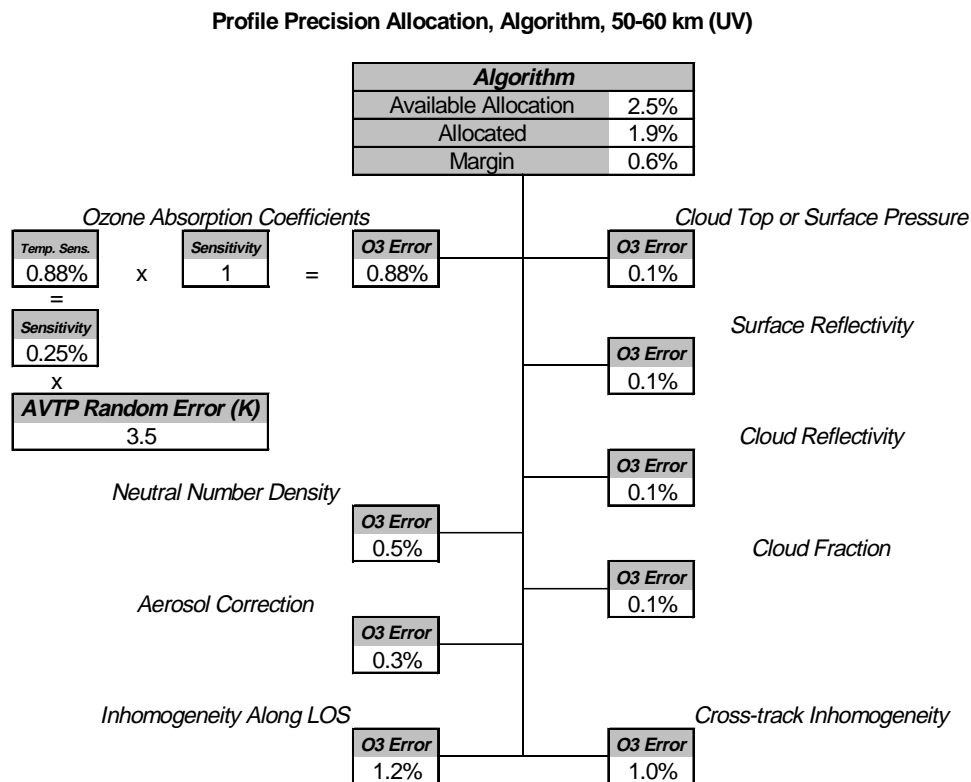 Profile Precision Allocation, Algorithm, 50-60 km (UV)
Algorithm
Available Allocation 2.5%
Allocated 1.9%
Margin 0.6%
Ozone Absorption Coefficients
Temp. Sens. Sensitivity O3 Error
0.88% x 1 = 0.88%
=
Sensitivity
0.25%
x
AVTP Random Error (K)
3.5
Cloud Top or Surface Pressure
O3 Error
0.1%
Surface Reflectivity
O3 Error
0.1%
Cloud Reflectivity
O3 Error
0.1%
Neutral Number Density
O3 Error
0.5%
Cloud Fraction
O3 Error
0.1%
Aerosol Correction
O3 Error
0.3%
Inhomogeneity Along LOS
O3 Error
1.2%
Cross-track Inhomogeneity
O3 Error
1.0%